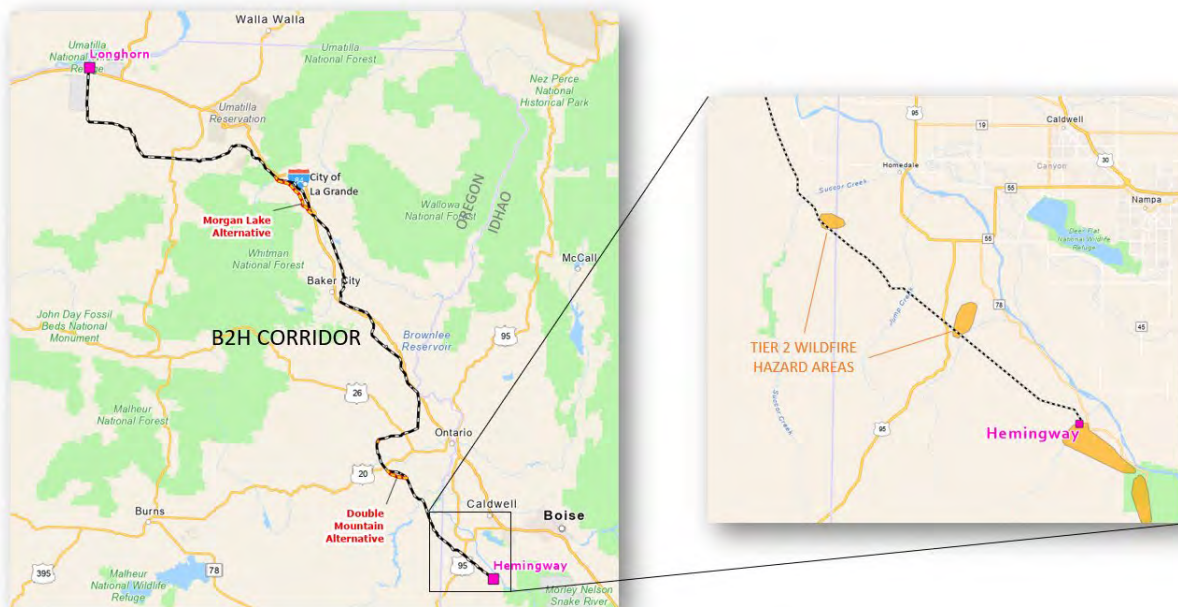 Walla Walla
Umatilla
National Forest
Refuge
Longhorn
Umatilla
National Forest
Nez Perce
National
Historical Park
Umatilla
Reservation
84
City of
La Grande
Morgan Lake
Alternative
Wallowa
National Forest
OREGON
IDHAO
Whitman
National Forest
McCall
Baker City
John Day Fossil
Beds National
Monument
B2H CORRIDOR
Brownlee
Reservoir
95
26
Malheur
National Forest
Ontario
20
Burns
Double
Mountain
Alternative
Caldwell
Boise
95
Hemingway
395
78
Malheur
National Wildlife
Refuge
Morley Nelson
Snake River
95
19
Caldwell
Homedale
Canyon
30
Succor Creek
55
Nampa
Deer Flat
National Wildlife
Refuge
55
78
Jump Creek
45
TIER 2 WILDFIRE
HAZARD AREAS
Succor Creek
95
Hemingway